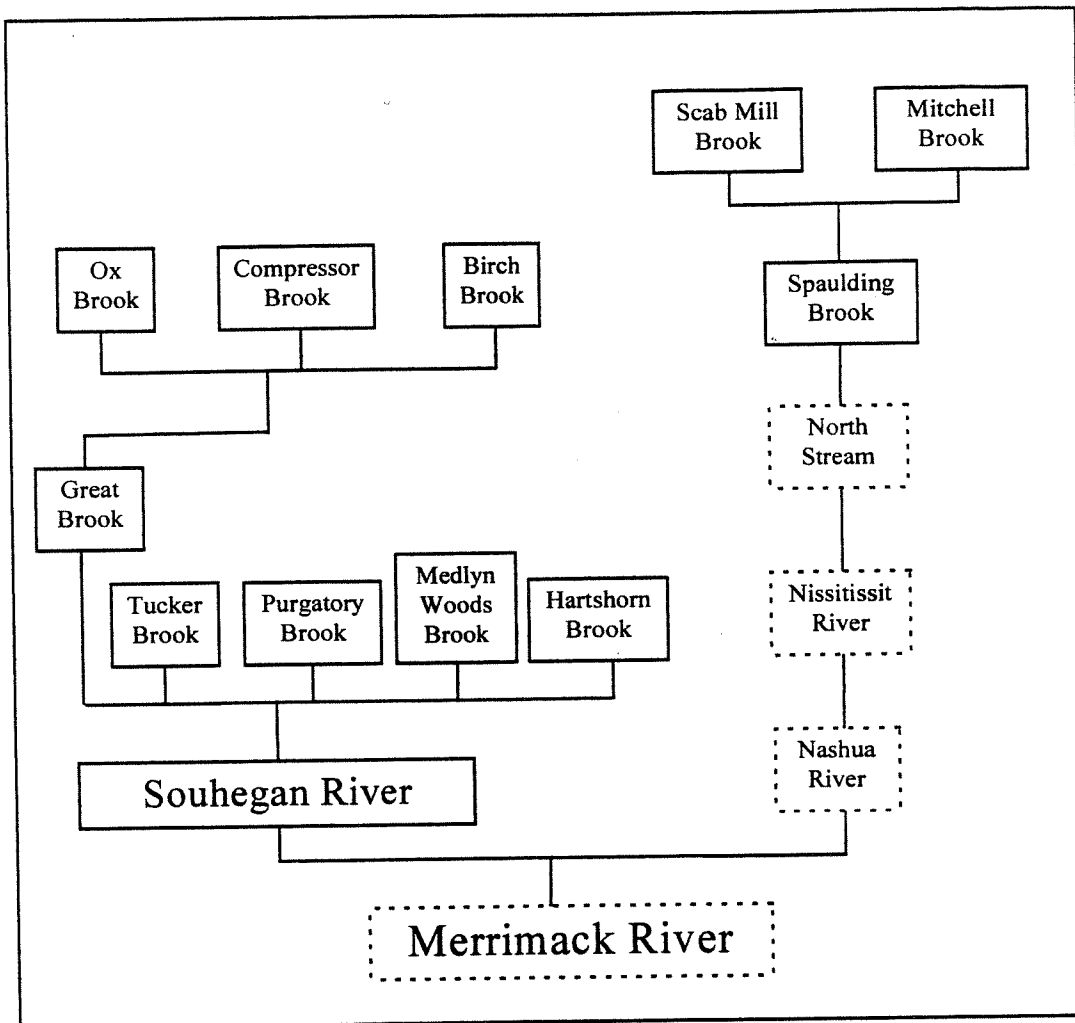 Scab Mill
Brook
Mitchell
Brook
Ox
Brook
Compressor
Brook
Birch
Brook
Spaulding
Brook
North
Stream
Great
Brook
Tucker
Brook
Purgatory
Brook
Medlyn
Woods
Brook
Hartshorn
Brook
Nissitissit
River
Nashua
River
Souhegan River
Merrimack River